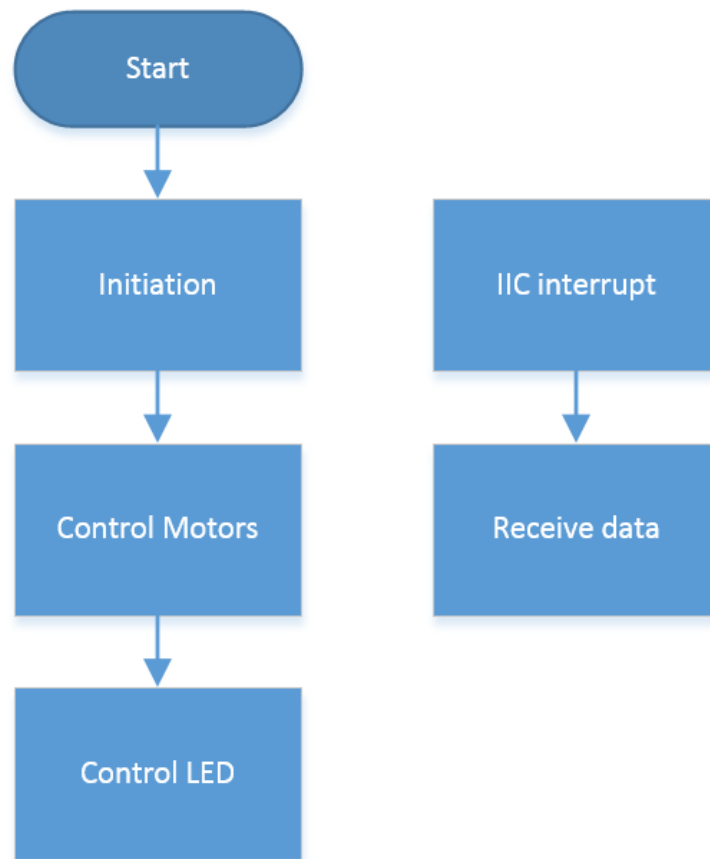 Start
Initiation
IIC interrupt
Control Motors
Receive data
Control LED